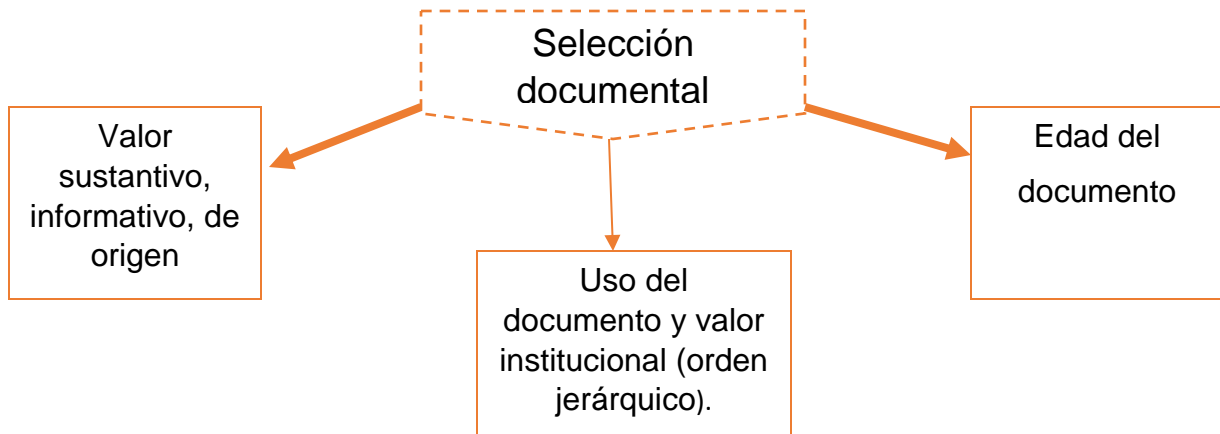 Selección
documental
Valor
sustantivo,
informativo, de
origen
Uso del
documento y valor
institucional (orden
jerárquico).
Edad del
documento